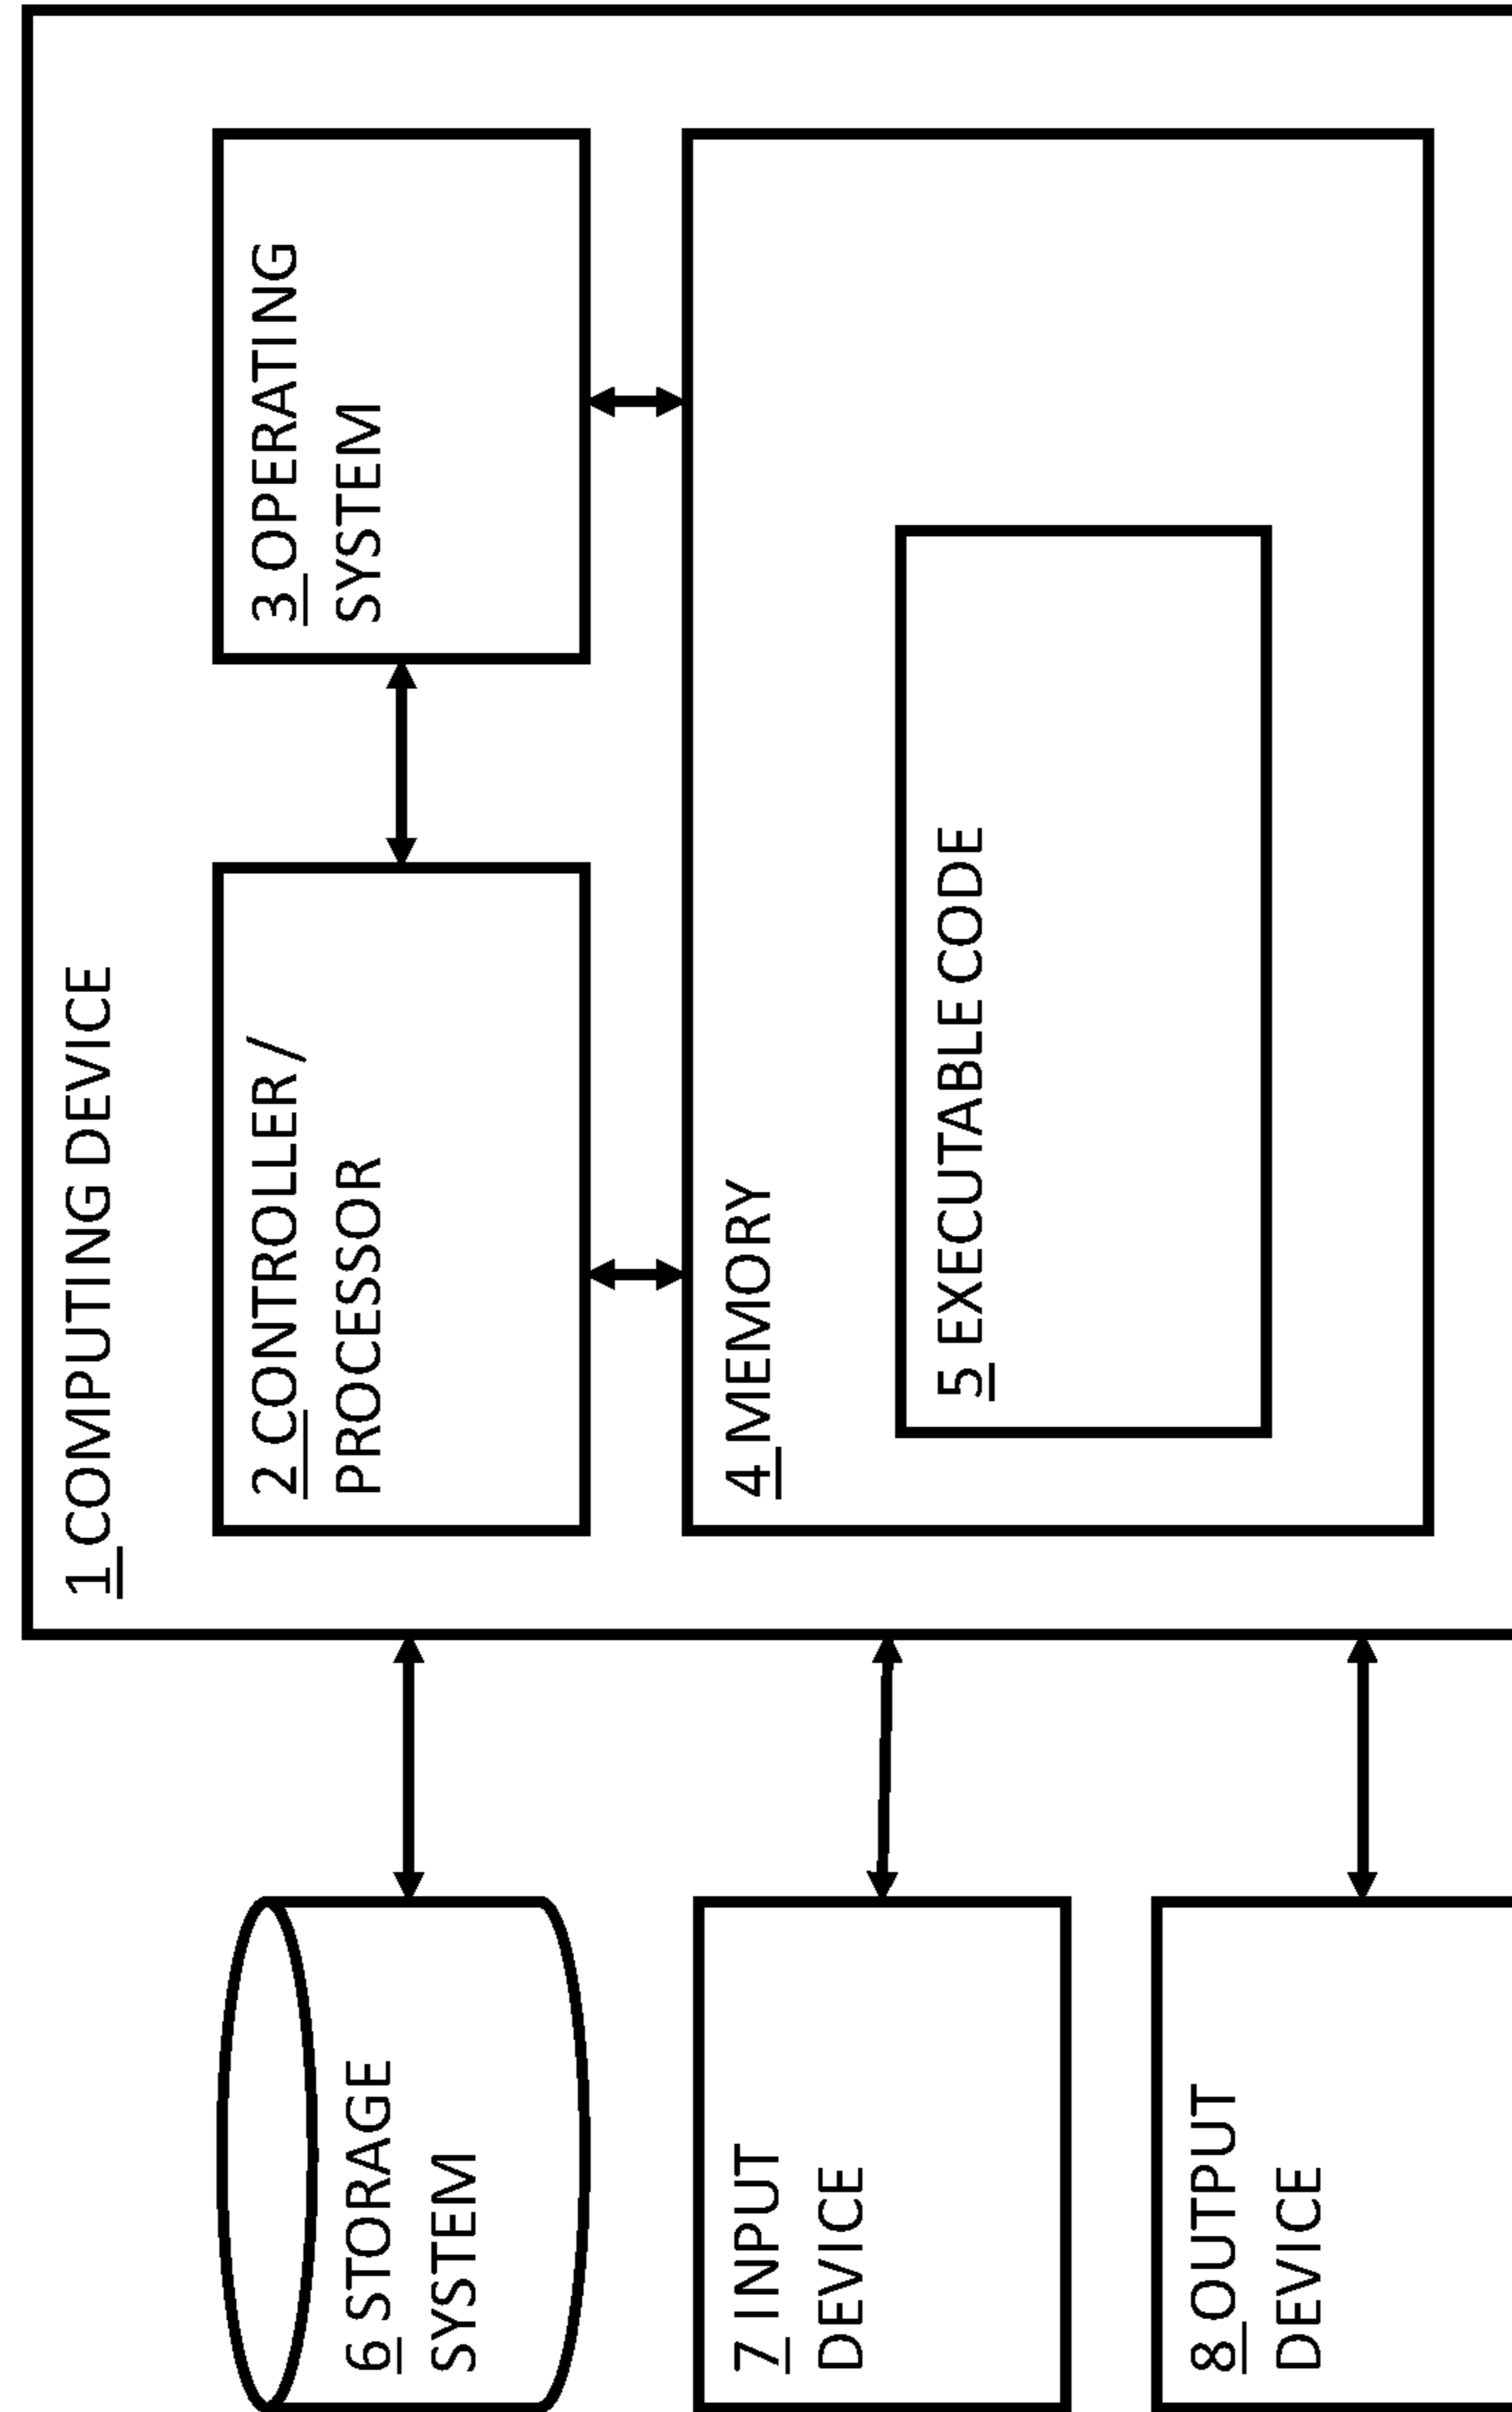 1 COMPUTING DEVICE
2 CONTROLLER /
PROCESSOR
3 OPERATING
SYSTEM
4 MEMORY
5 EXECUTABLE CODE
6 STORAGE
SYSTEM
7 INPUT
DEVICE
8 OUTPUT
DEVICE